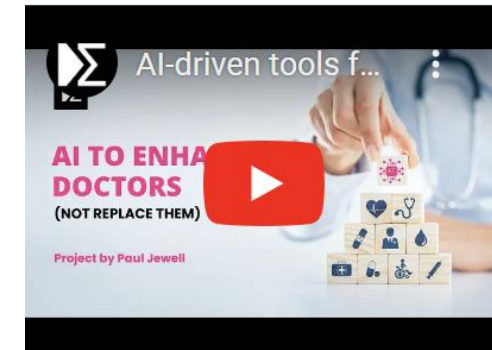 AI-driven tools f...
AI TO ENHA
DOCTORS
(NOT REPLACE THEM)
Project by Paul Jewell